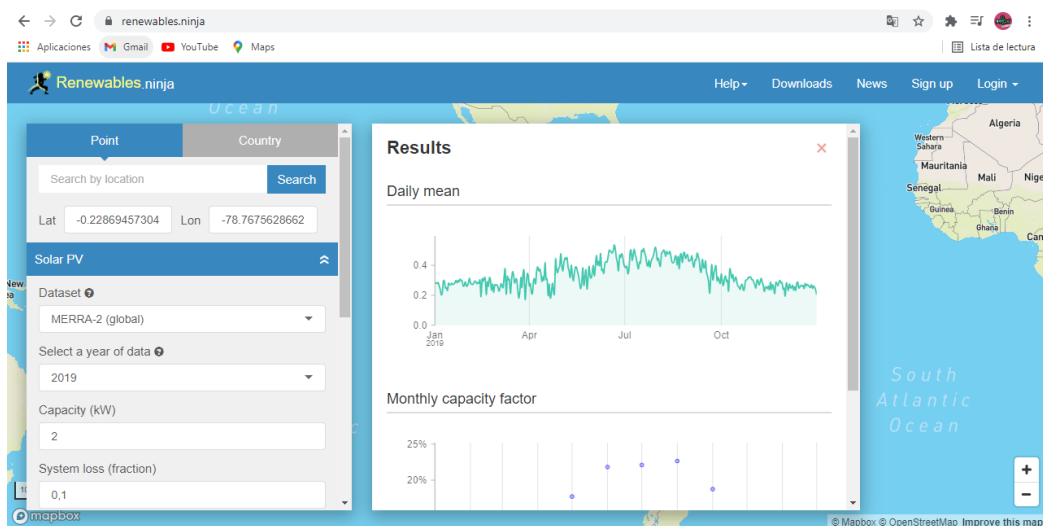 renewables.ninja
Aplicaciones Gmail YouTube Maps Lista de lectura
Renewables.ninja Help Downloads News Sign up Login
Ocean
Point Country
Search by location Search
Lat -0.22869457304 Lon -78.7675628662
Solar PV
Dataset
MERRA-2 (global)
Select a year of data
2019
Capacity (kW)
2
System loss (fraction)
0,1
mapbox
Results
Daily mean
0.4
0.2
0.0
Jan Apr Jul Oct
2019
Monthly capacity factor
25%
20%
Algeria
Western
Sahara
Mauritania
Mali Nige
Senegal
Guinea Benin
Ghana
Can
South
Atlantic
Ocean
+
−
© Mapbox © OpenStreetMap Improve this map